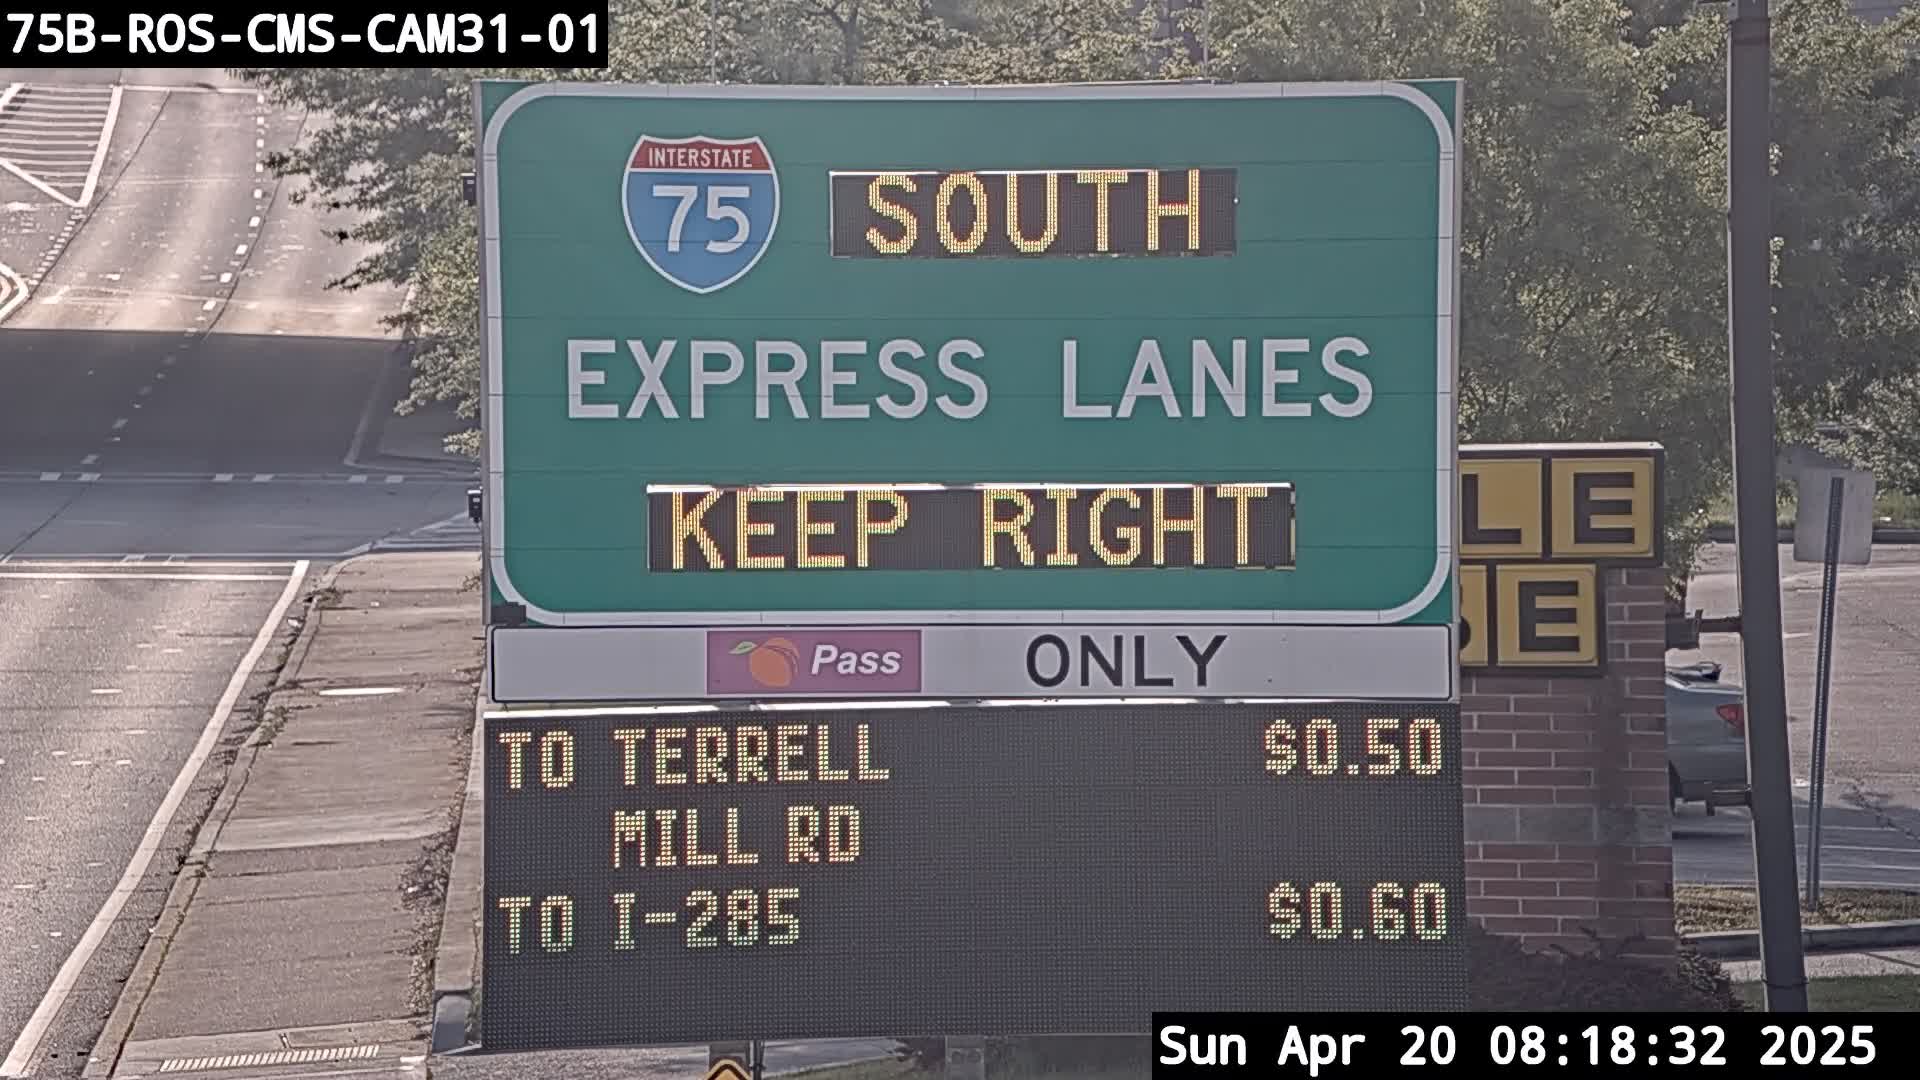 75B-ROS-CMS-CAM31-01
INTERSTATE
75
SOUTH
EXPRESS LANES
KEEP RIGHT
LE
E
Pass ONLY
TO TERRELL $0.50
MILL RD
TO I-285 $0.60
Sun Apr 20 08:18:32 2025